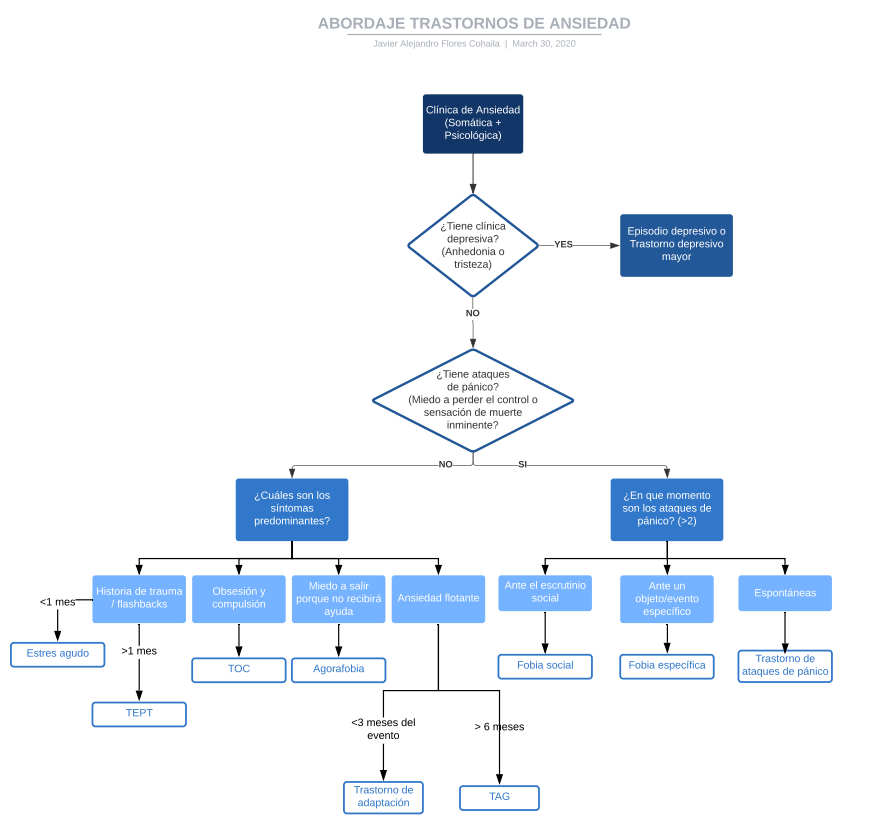 ABORDAJE TRASTORNOS DE ANSIEDAD
Javier Alejandro Flores Cohaila | March 30, 2020
Clínica de Ansiedad
(Somática +
Psicológica)
¿Tiene clínica
depresiva?
(Anhedonia o
tristeza)
YES
Episodio depresivo o
Trastorno depresivo
mayor
NO
¿Tiene ataques
de pánico?
(Miedo a perder el control o
sensación de muerte
inminente?
NO
SI
¿Cuáles son los
síntomas
predominantes?
¿En que momento
son los ataques de
pánico? (>2)
Historia de trauma
/ flashbacks
Obsesión y
compulsión
Miedo a salir
porque no recibirá
ayuda
Ansiedad flotante
Ante el escrutinio
social
Ante un
objeto/evento
específico
Espontáneas
<1 mes
Estres agudo
>1 mes
TEPT
TOC
Agorafobia
Fobia social
Fobia específica
Trastorno de
ataques de pánico
<3 meses del
evento
> 6 meses
Trastorno de
adaptación
TAG